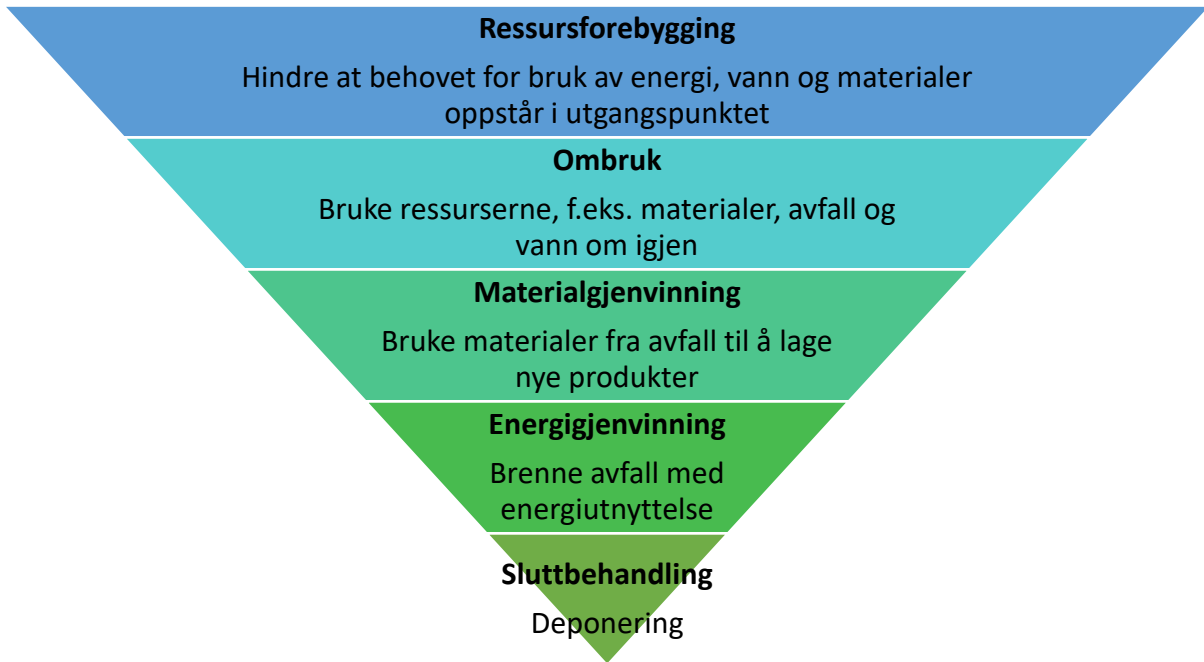 Ressursforebygging
Hindre at behovet for bruk av energi, vann og materialer
oppstår i utgangspunktet
Ombruk
Bruke ressurserne, f.eks. materialer, avfall og
vann om igjen
Materialgjenvinning
Bruke materialer fra avfall til å lage
nye produkter
Energigjenvinning
Brenne avfall med
energiutnyttelse
Sluttbehandling
Deponering